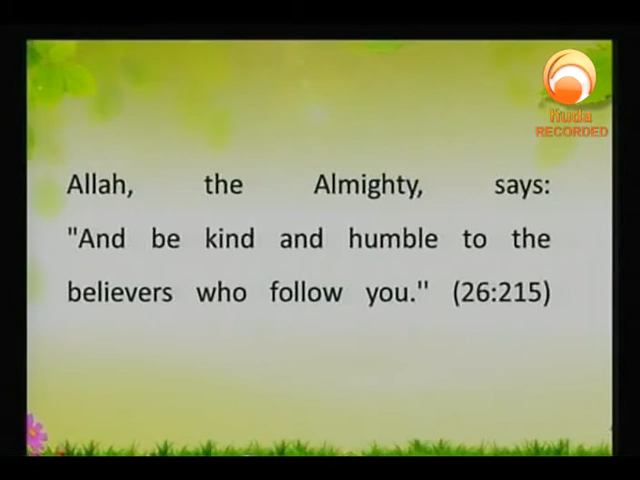 Huda
RECORDED
Allah, the Almighty, says:
"And be kind and humble to the
believers who follow you." (26:215)